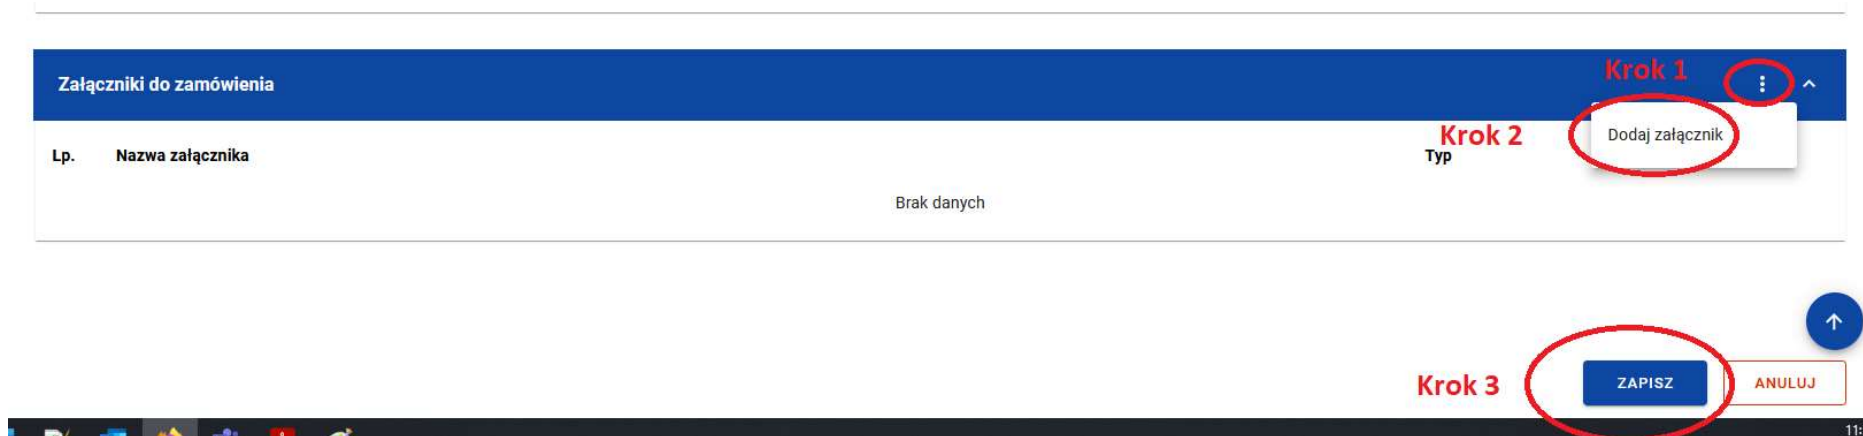 Krok 1
Załączniki do zamówienia
Dodaj załącznik
Krok 2
Lp. Nazwa załącznika Typ
Brak danych
Krok 3 ZAPISZ ANULUJ
11: